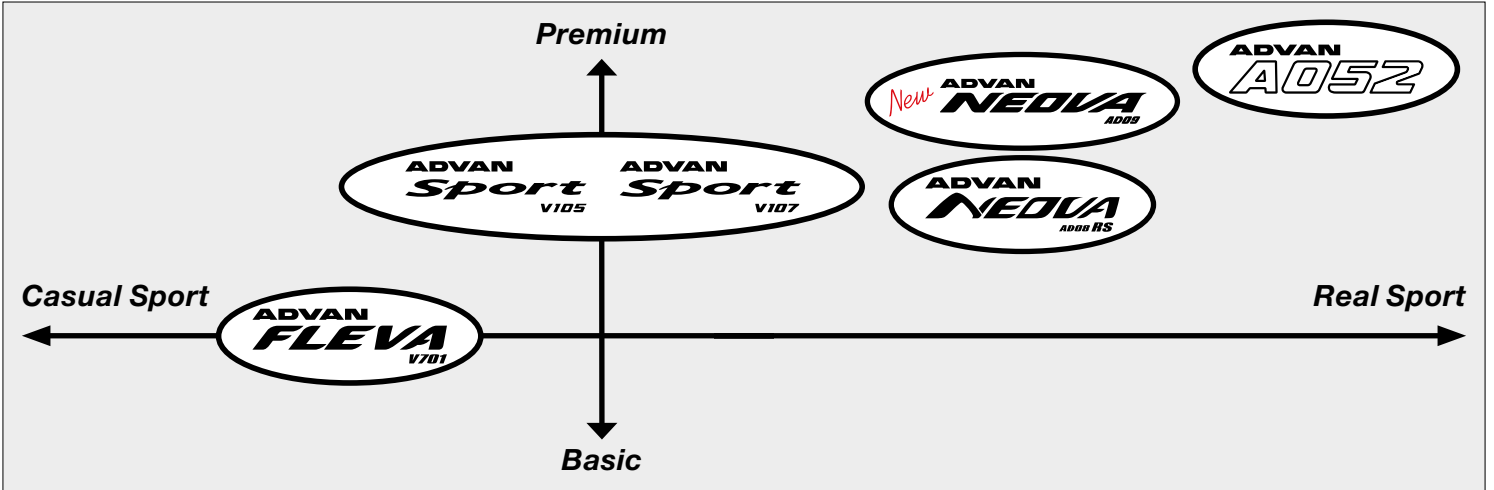 Premium
ADVAN
A052
New
ADVAN
NEOVA
AD09
ADVAN
Sport
V105
ADVAN
Sport
V107
ADVAN
NEOVA
AD08 RS
Casual Sport
Real Sport
ADVAN
FLEVA
V701
Basic